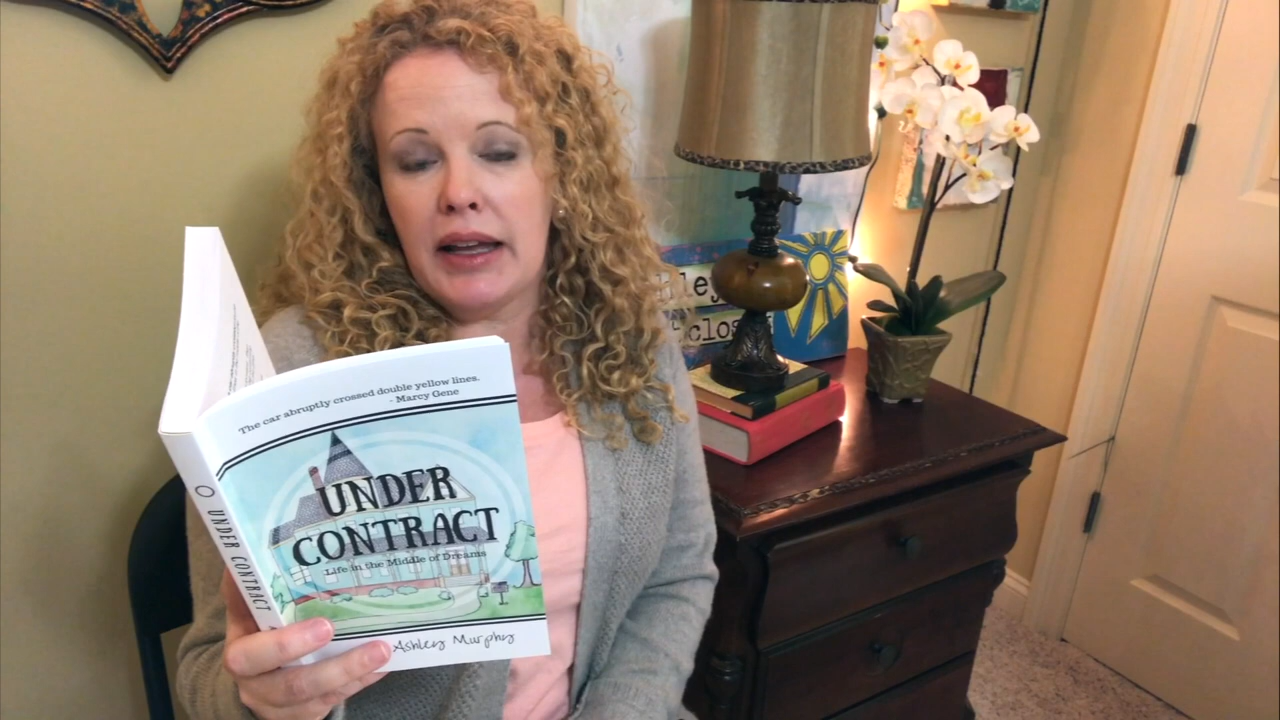 The car abruptly crossed double yellow lines.
- Marcy Gene
UNDER
CONTRACT
Life in the Middle of Dreams
Ashley Murphy
UNDER CONTRACT